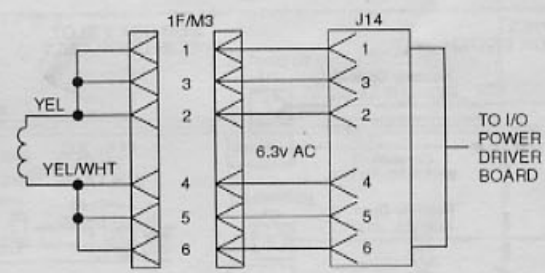 1F/M3
J14
1 1
3 3
YEL 2 2
6.3v AC
TO I/O
POWER
DRIVER
BOARD
YEL/WHT
4 4
5 5
6 6